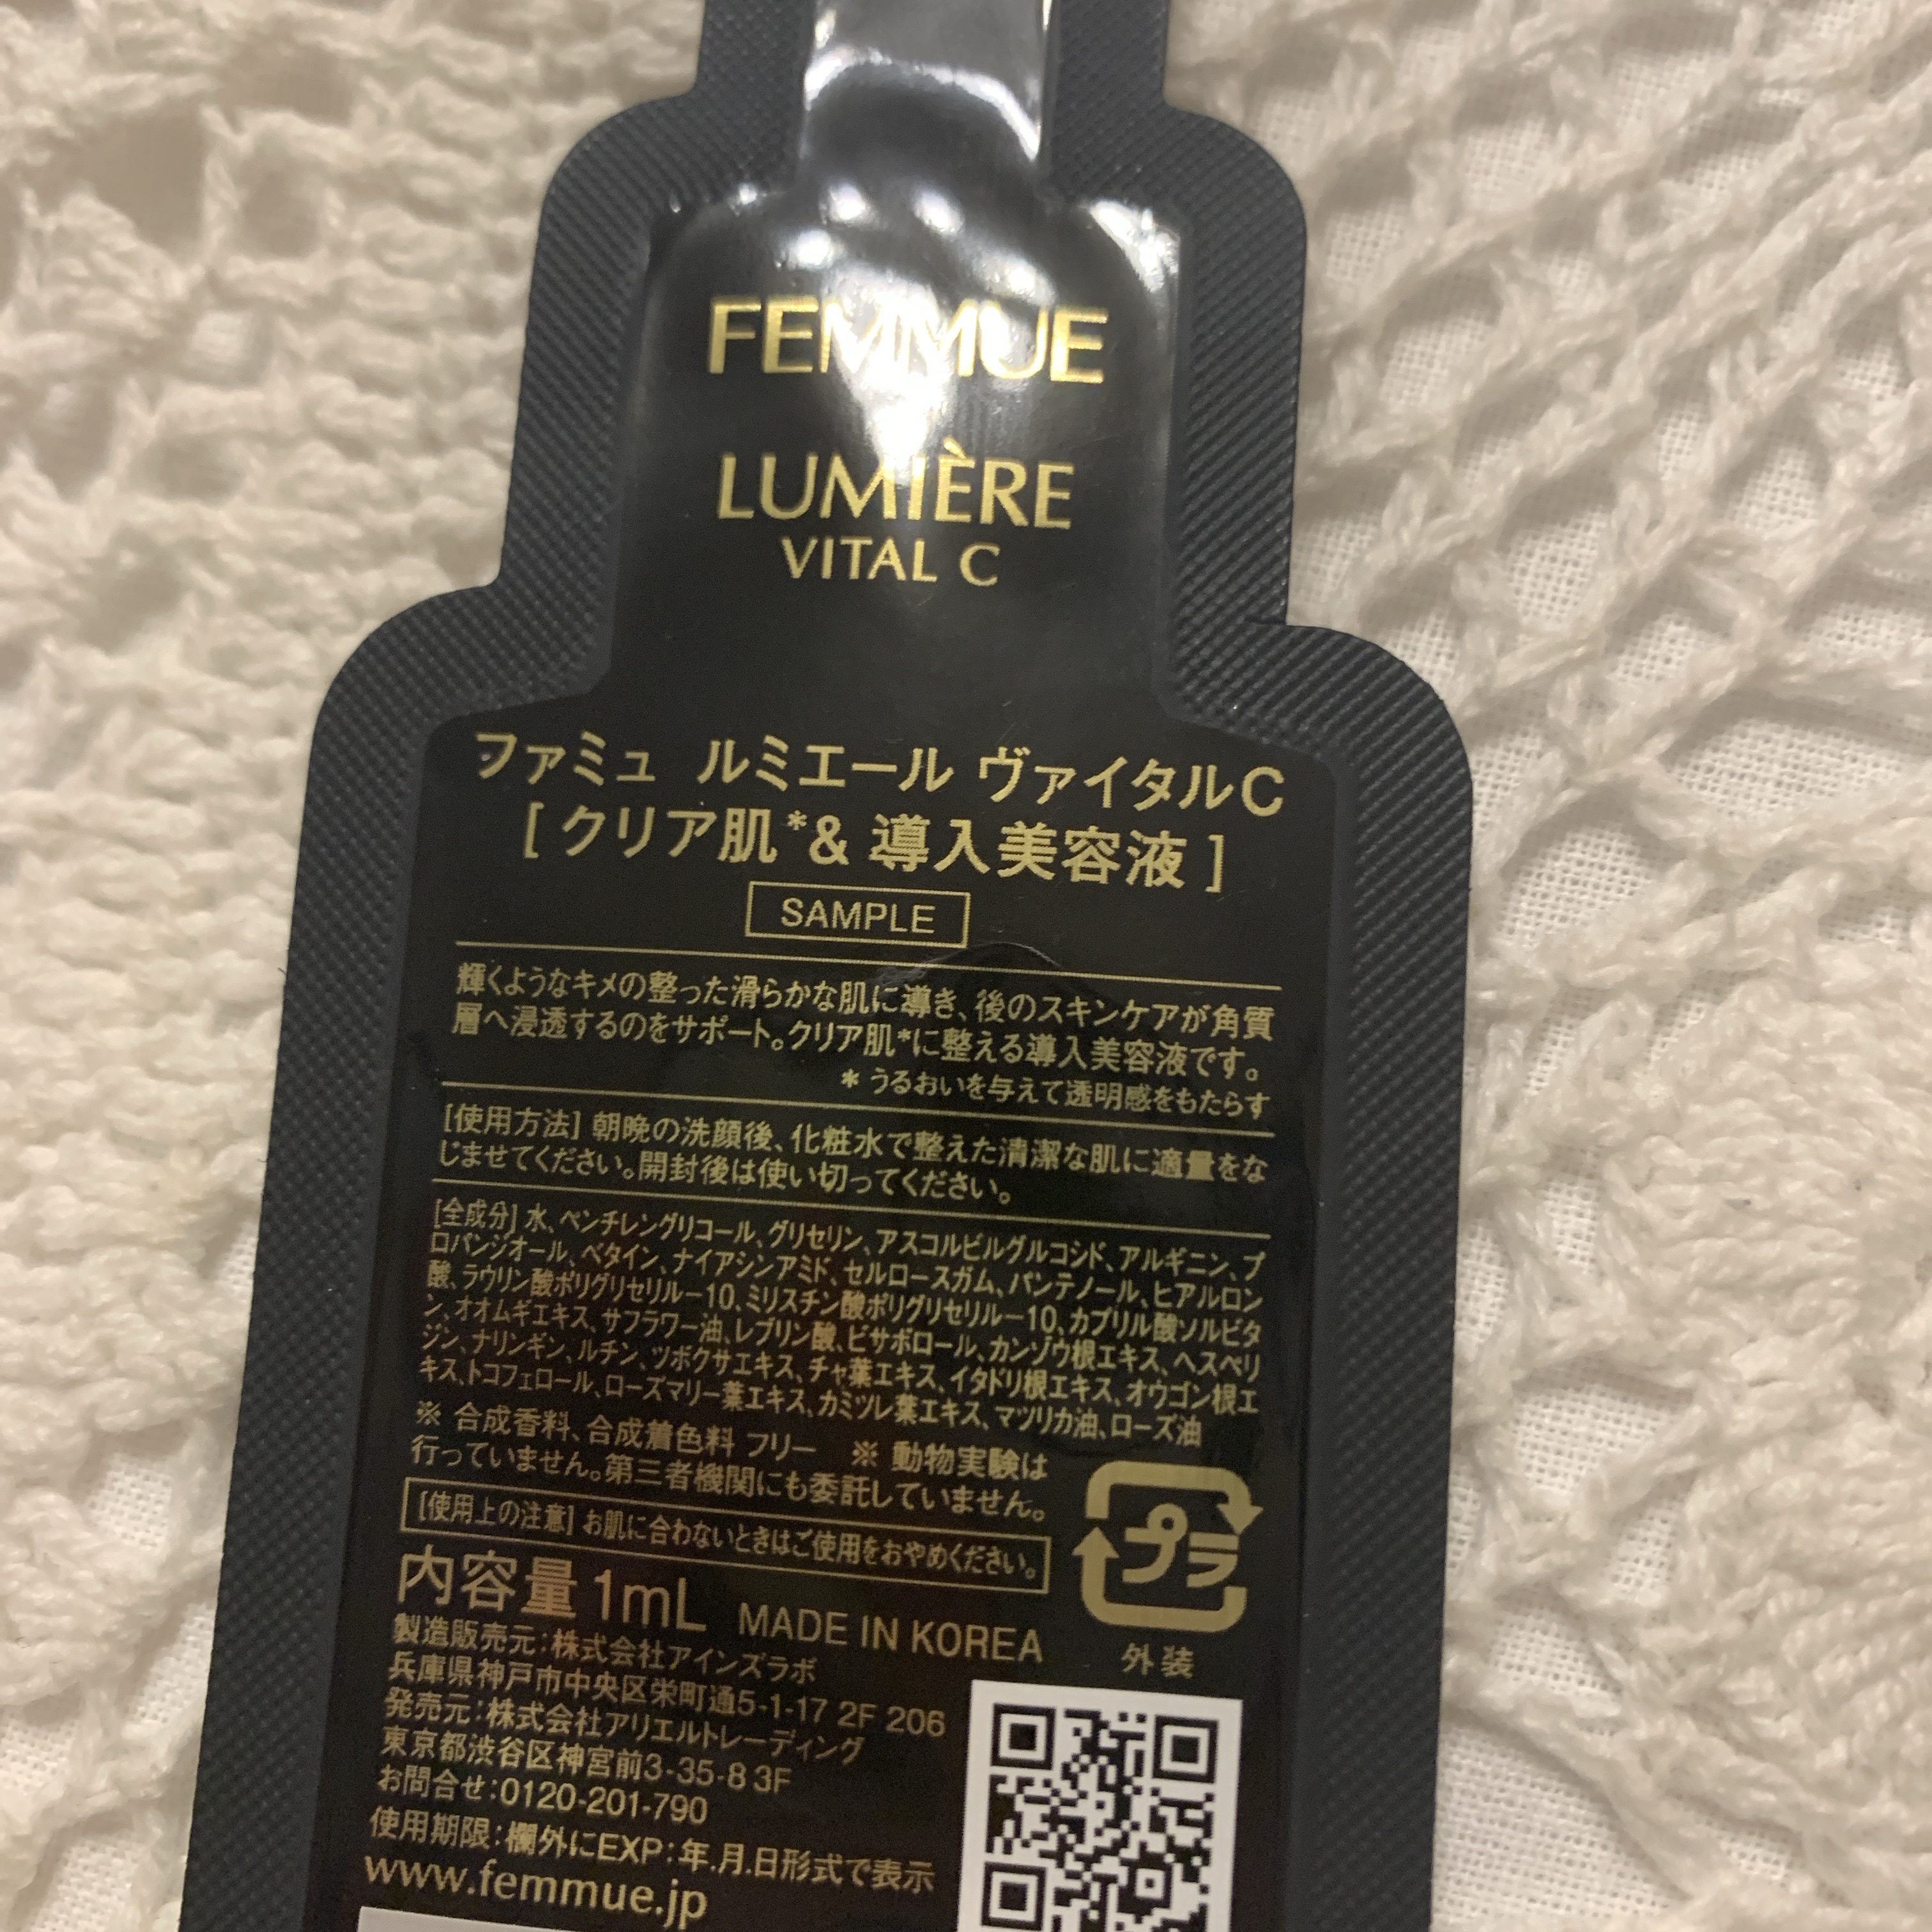 FEMMUE
LUMIÈRE
VITAL C
ファミュ ルミエール ヴァイタルC
[ クリア肌*& 導入美容液 ]
SAMPLE
輝くようなキメの整った滑らかな肌に導き、後のスキンケアが角質
層へ浸透するのをサポート。クリア肌*に整える導入美容液です。
* うるおいを与えて透明感をもたらす
[使用方法] 朝晩の洗顔後、化粧水で整えた清潔な肌に適量をな
じませてください。開封後は使い切ってください。
[全成分] 水、ペンチレングリコール、グリセリン、アスコルビルグルコシド、アルギニン、プ
ロパンジオール、ベタイン、ナイアシンアミド、セルロースガム、パンテノール、ヒアルロン
酸、ラウリン酸ポリグリセリル－10、ミリスチン酸ポリグリセリル－10、カプリル酸ソルビタ
ン、オオムギエキス、サフラワー油、レブリン酸、ビサボロール、カンゾウ根エキス、ヘスペリ
ジン、ナリンギン、ルチン、ツボクサエキス、チャ葉エキス、イタドリ根エキス、オウゴン根エ
キス、トコフェロール、ローズマリー葉エキス、カミツレ葉エキス、マツリカ油、ローズ油
※ 合成香料、合成着色料 フリー ※ 動物実験は
行っていません。第三者機関にも委託していません。
[使用上の注意] お肌に合わないときはご使用をおやめください。
プラ
外装
内容量 1mL MADE IN KOREA
製造販売元：株式会社アインズラボ
兵庫県神戸市中央区栄町通5-1-17 2F 206
発売元：株式会社アリエルトレーディング
東京都渋谷区神宮前3-35-8 3F
お問合せ：0120-201-790
使用期限：欄外にEXP：年.月.日形式で表示
www.femmue.jp